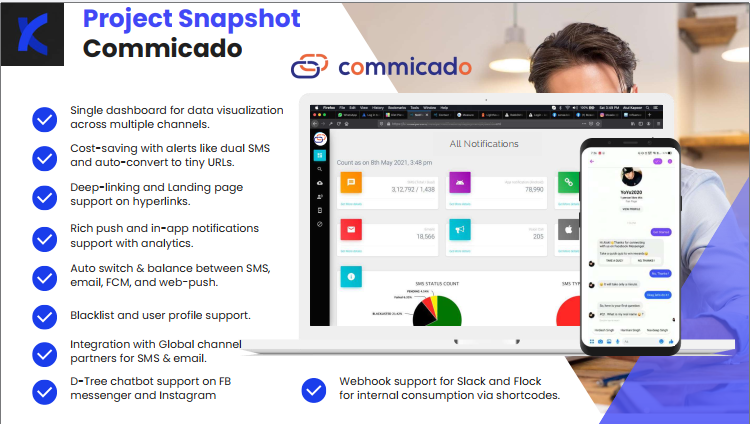 Project Snapshot
Commicado
commicado
Single dashboard for data visualization
across multiple channels.
Cost-saving with alerts like dual SMS
and auto-convert to tiny URLs.
Deep-linking and Landing page
support on hyperlinks.
Rich push and in-app notifications
support with analytics.
Auto switch & balance between SMS,
email, FCM, and web-push.
Blacklist and user profile support.
Integration with Global channel
partners for SMS & email.
D-Tree chatbot support on FB
messenger and Instagram
Webhook support for Slack and Flock
for internal consumption via shortcodes.
All Notifications
Count as on 8th May 2021, 3:48 pm
3,12,792 / 1,438
78,990
18,566
205
SMS STATUS COUNT
SMS TYP
YoYo2020
VIEW PROFILE